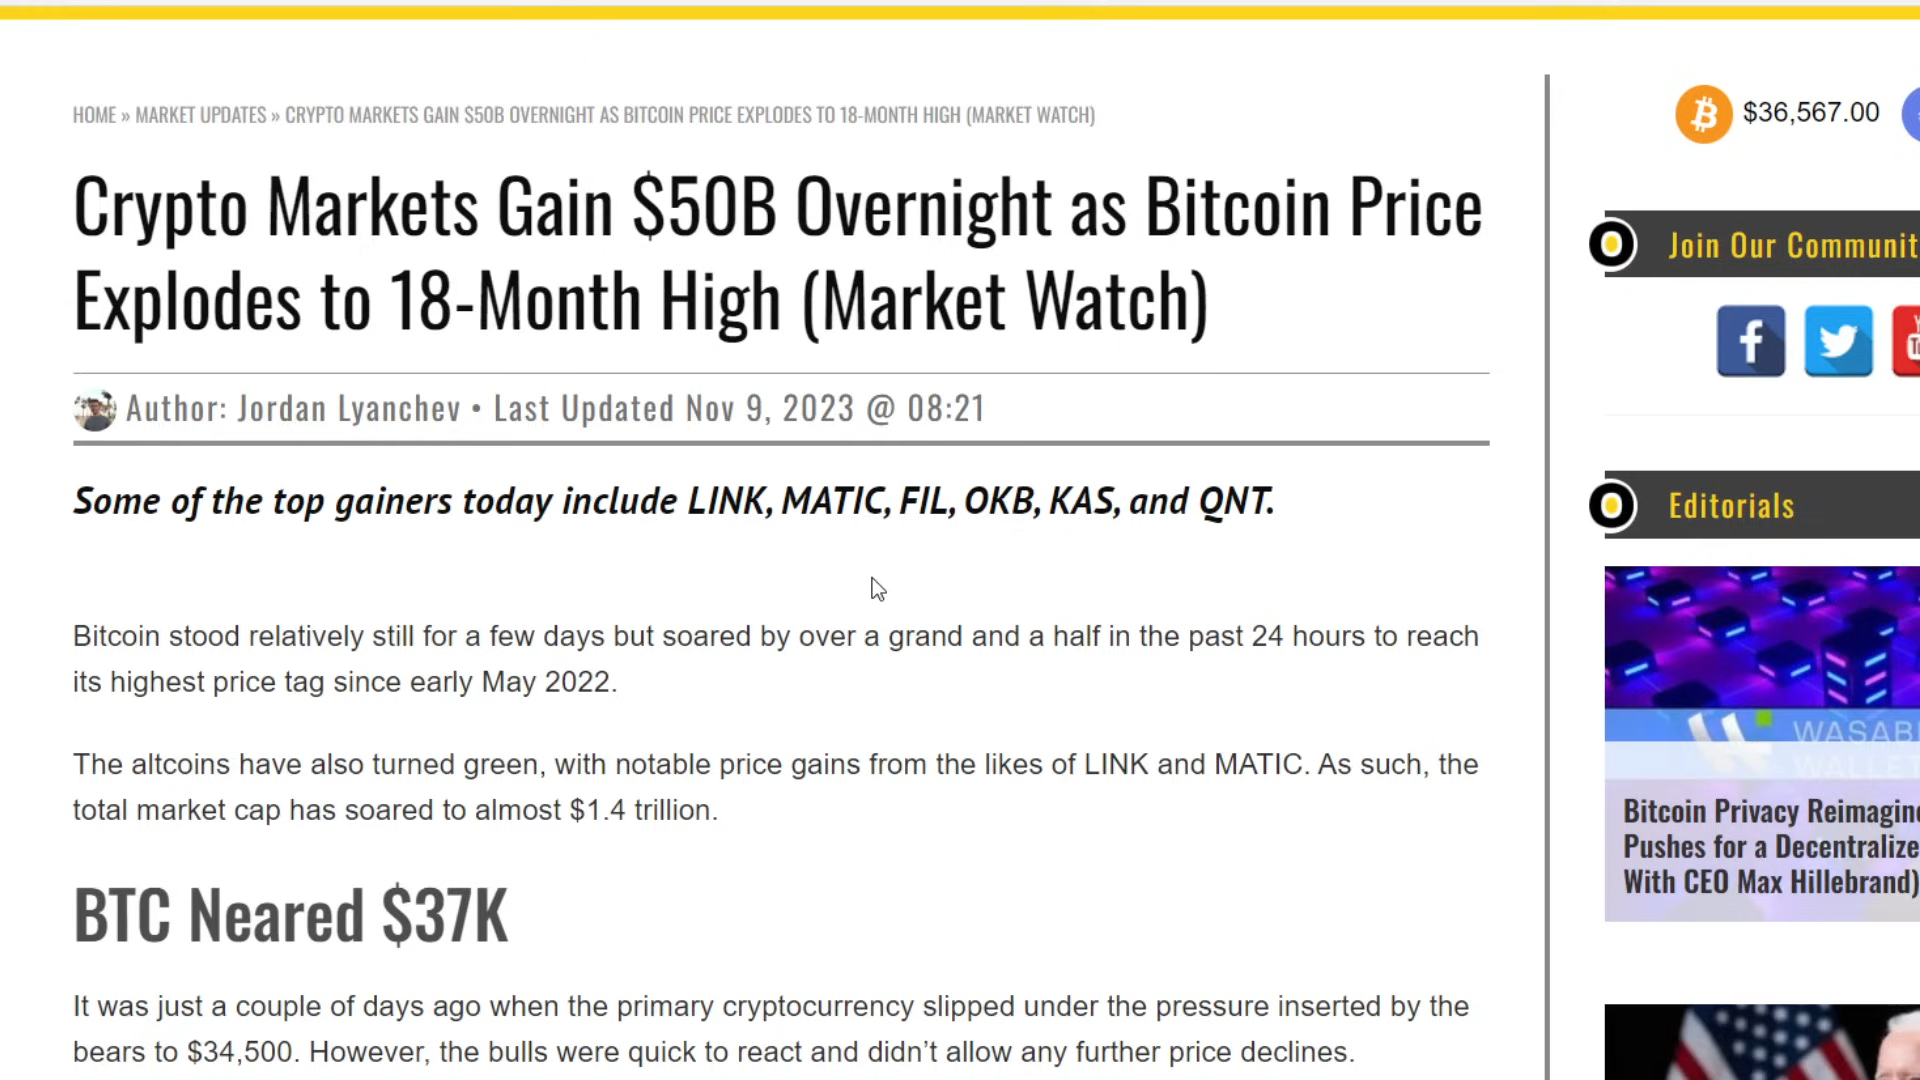 HOME » MARKET UPDATES » CRYPTO MARKETS GAIN $50B OVERNIGHT AS BITCOIN PRICE EXPLODES TO 18-MONTH HIGH (MARKET WATCH)
Crypto Markets Gain $50B Overnight as Bitcoin Price
Explodes to 18-Month High (Market Watch)
Author: Jordan Lyanchev • Last Updated Nov 9, 2023 @ 08:21
Some of the top gainers today include LINK, MATIC, FIL, OKB, KAS, and QNT.
Bitcoin stood relatively still for a few days but soared by over a grand and a half in the past 24 hours to reach
its highest price tag since early May 2022.
The altcoins have also turned green, with notable price gains from the likes of LINK and MATIC. As such, the
total market cap has soared to almost $1.4 trillion.
BTC Neared $37K
It was just a couple of days ago when the primary cryptocurrency slipped under the pressure inserted by the
bears to $34,500. However, the bulls were quick to react and didn't allow any further price declines.
$36,567.00
Join Our Communit
Editorials
WASABI
WALLET
Bitcoin Privacy Reimagine
Pushes for a Decentralize
With CEO Max Hillebrand)